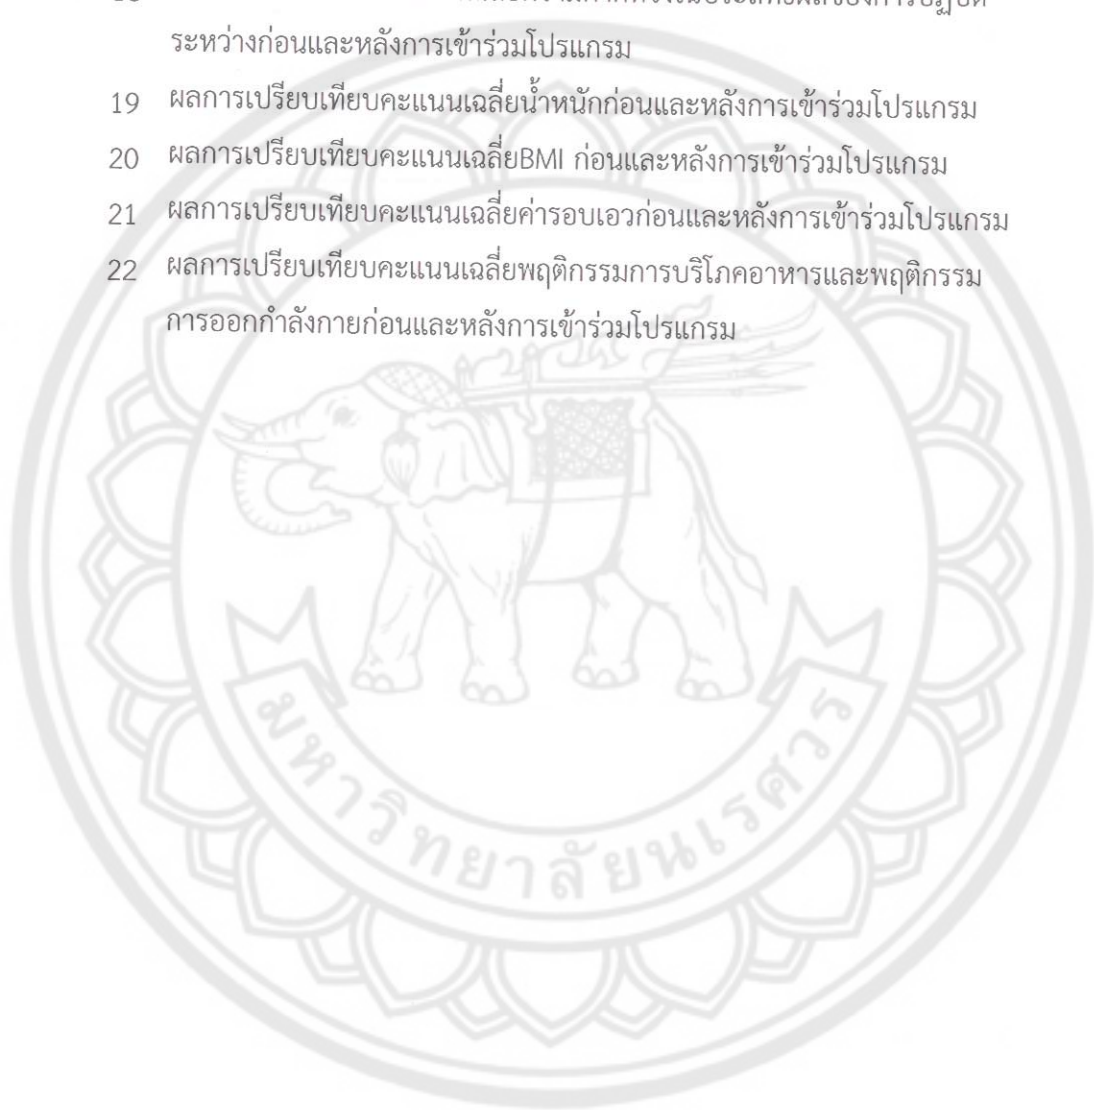 ระหว่างก่อนและหลังการเข้าร่วมโปรแกรม
19 ผลการเปรียบเทียบคะแนนเฉลี่ยน้ำหนักก่อนและหลังการเข้าร่วมโปรแกรม
20 ผลการเปรียบเทียบคะแนนเฉลี่ยBMI ก่อนและหลังการเข้าร่วมโปรแกรม
21 ผลการเปรียบเทียบคะแนนเฉลี่ยค่ารอบเอวก่อนและหลังการเข้าร่วมโปรแกรม
22 ผลการเปรียบเทียบคะแนนเฉลี่ยพฤติกรรมการบริโภคอาหารและพฤติกรรม
การออกกำลังกายก่อนและหลังการเข้าร่วมโปรแกรม
มหาวิทยาลัยนเรศวร